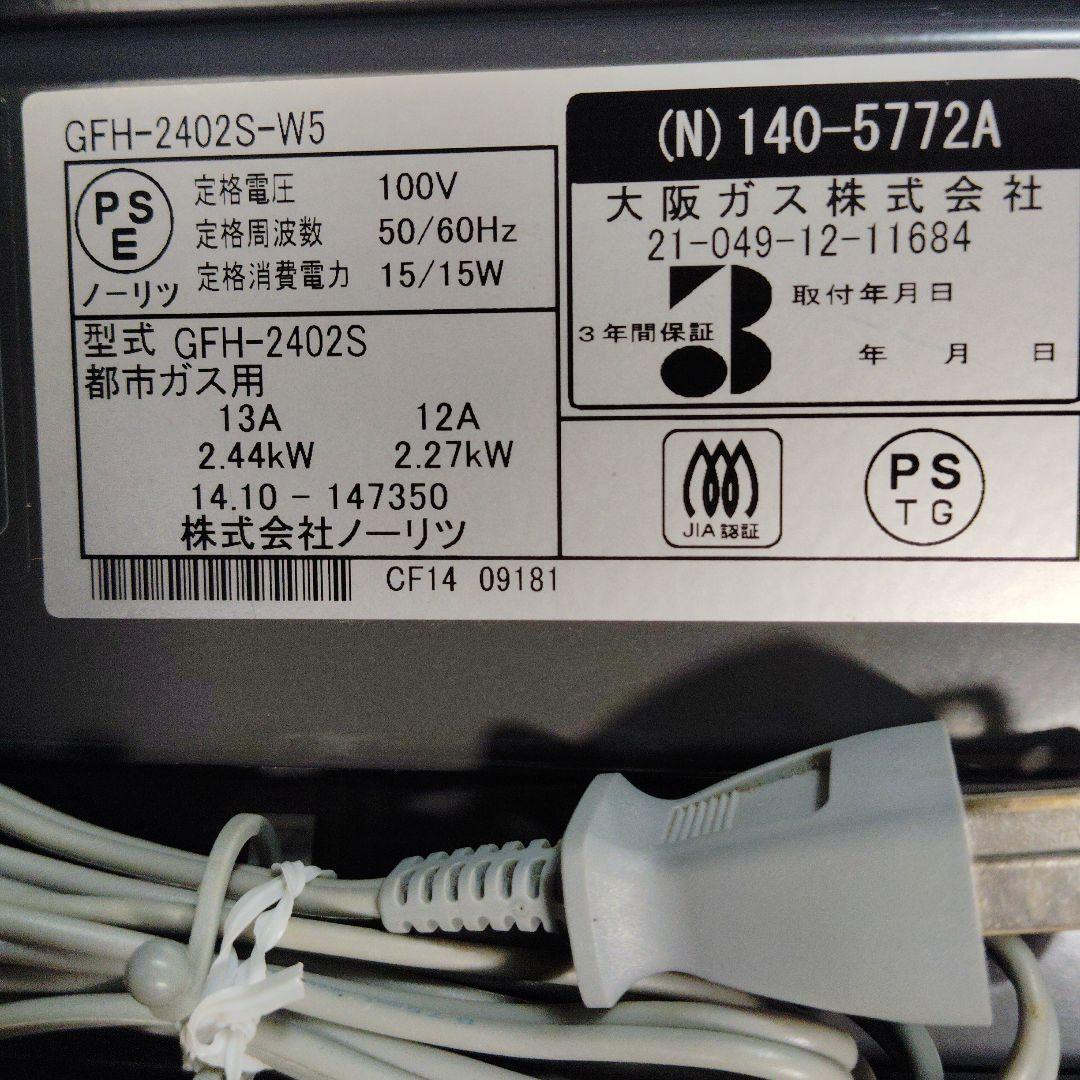 GFH-2402S-W5
PS
E
ノーリツ
定格電圧 100V
定格周波数 50/60Hz
定格消費電力 15/15W
型式 GFH-2402S
都市ガス用
13A 12A
2.44kW 2.27kW
14.10 - 147350
株式会社ノーリツ
CF14 09181
(N) 140-5772A
大阪ガス株式会社
21-049-12-11684
3年間保証
3
取付年月日
年 月 日
JIA 認証
PS
TG